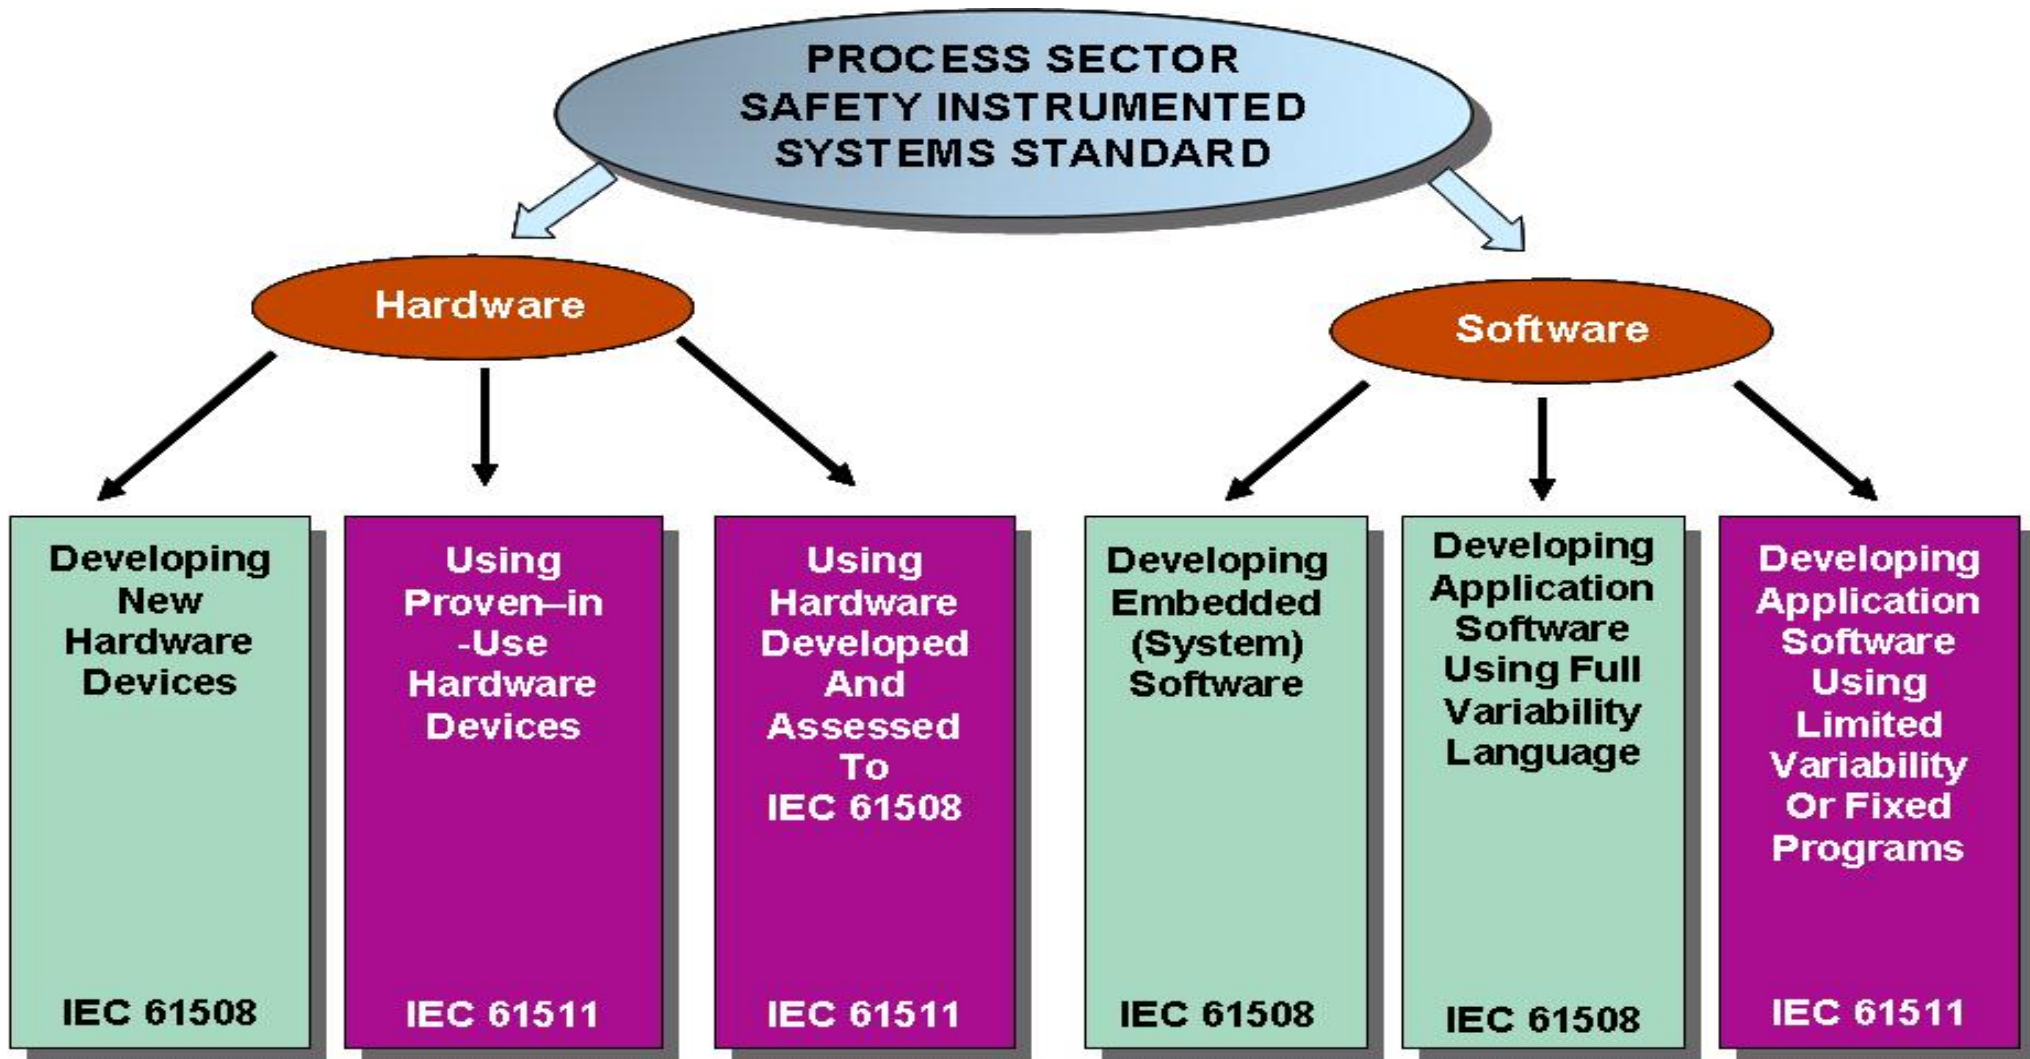 PROCESS SECTOR
SAFETY INSTRUMENTED
SYSTEMS STANDARD
Hardware
Software
Developing
New
Hardware
Devices
IEC 61508
Using
Proven–in
-Use
Hardware
Devices
IEC 61511
Using
Hardware
Developed
And
Assessed
To
IEC 61508
IEC 61511
Developing
Embedded
(System)
Software
IEC 61508
Developing
Application
Software
Using Full
Variability
Language
IEC 61508
Developing
Application
Software
Using
Limited
Variability
Or Fixed
Programs
IEC 61511